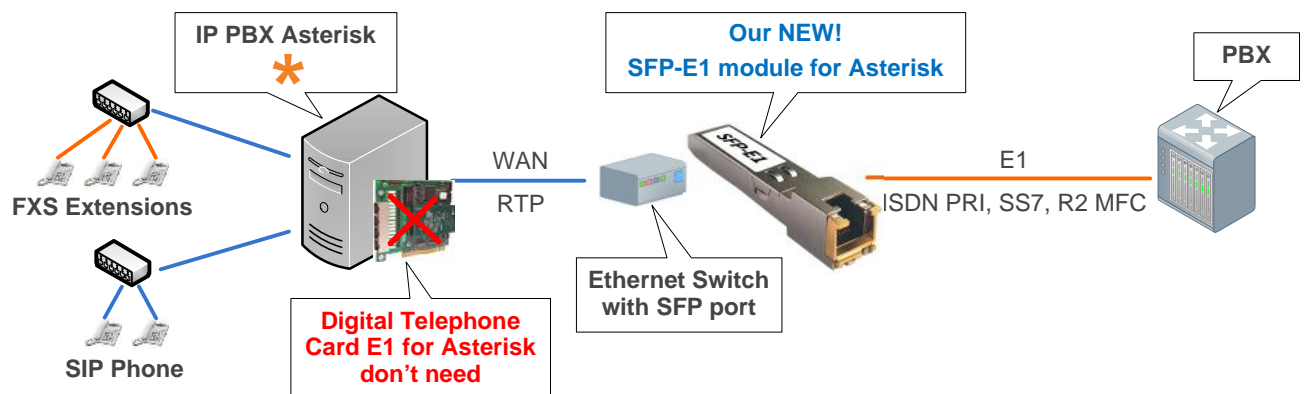 IP PBX Asterisk
*
Our NEW!
SFP-E1 module for Asterisk
PBX
SFP-E1
WAN
RTP
E1
ISDN PRI, SS7, R2 MFC
FXS Extensions
Ethernet Switch
with SFP port
Digital Telephone
Card E1 for Asterisk
don't need
SIP Phone